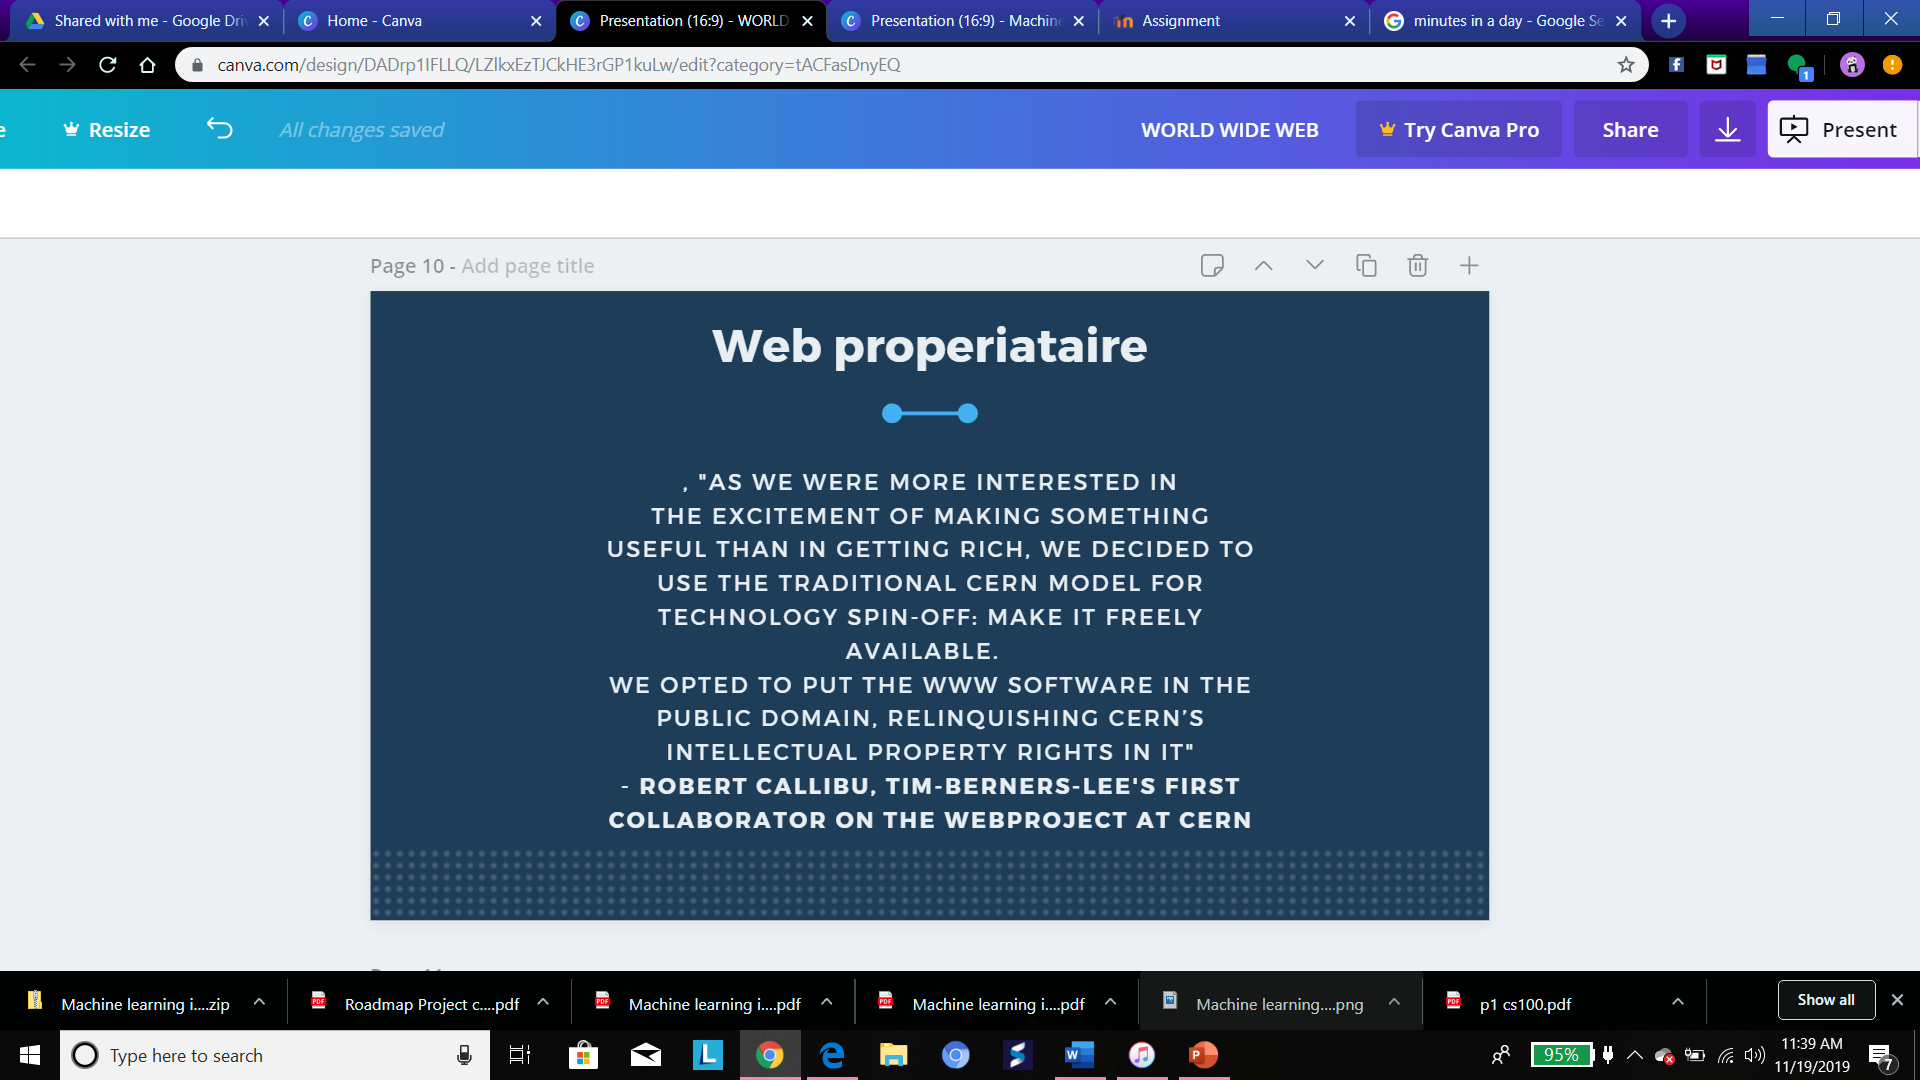 Shared with me - Google Dri
Home - Canva
Presentation (16:9) - WORLD
Presentation (16:9) - Machine
Assignment
minutes in a day - Google Se
canva.com/design/DADrp1IFLLQ/LZlkxEzTJCkHE3rGP1kuLw/edit?category=tACFasDnyEQ
1
e
Resize
All changes saved
WORLD WIDE WEB
Try Canva Pro
Share
Present
Page 10 - Add page title
Web properiataire
, "AS WE WERE MORE INTERESTED IN
THE EXCITEMENT OF MAKING SOMETHING
USEFUL THAN IN GETTING RICH, WE DECIDED TO
USE THE TRADITIONAL CERN MODEL FOR
TECHNOLOGY SPIN-OFF: MAKE IT FREELY
AVAILABLE.
WE OPTED TO PUT THE WWW SOFTWARE IN THE
PUBLIC DOMAIN, RELINQUISHING CERN’S
INTELLECTUAL PROPERTY RIGHTS IN IT"
- ROBERT CALLIBU, TIM-BERNERS-LEE'S FIRST
COLLABORATOR ON THE WEBPROJECT AT CERN
Machine learning i....zip
Roadmap Project c....pdf
Machine learning i....pdf
Machine learning i....pdf
Machine learning....png
p1 cs100.pdf
Show all
Type here to search
95%
11:39 AM
11/19/2019
7